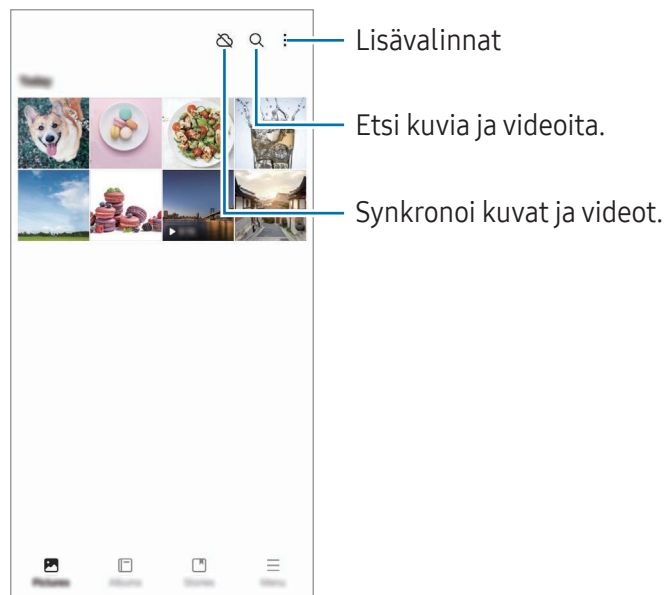 Lisävalinnat
Today
Etsi kuvia ja videoita.
Synkronoi kuvat ja videot.
Pictures
Albums
Stories
Menu